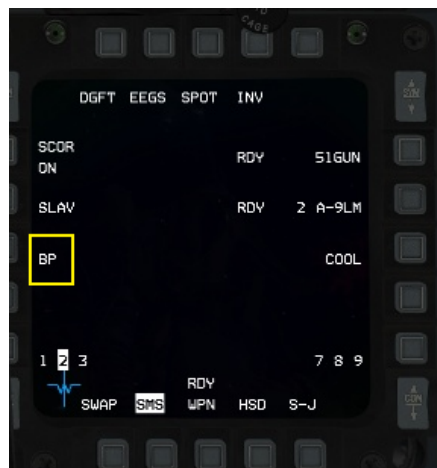 CAGE
DGFT EEGS SPOT INV
SCOR
ON
RDY 51GUN
SLAV RDY 2 A-9LM
BP COOL
1 2 3 7 8 9
RDY
SWAP SMS WPN HSD S-J